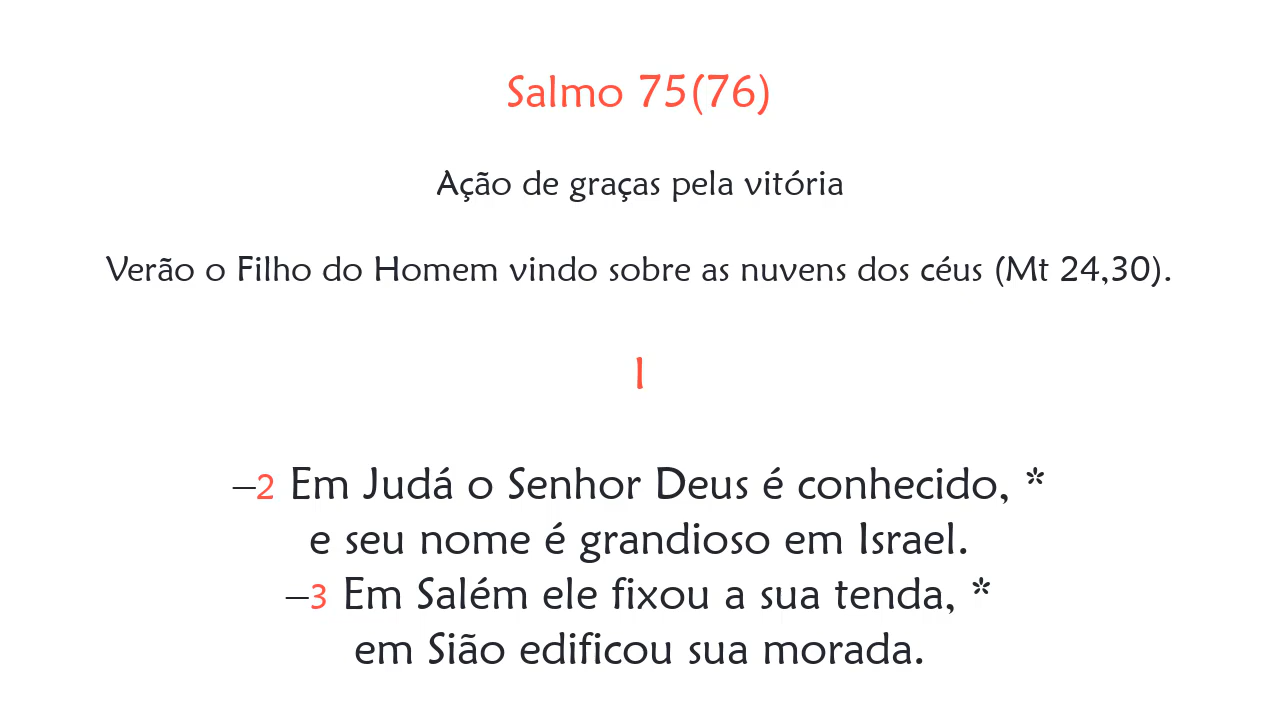 Salmo 75(76)
Ação de graças pela vitória
Verão o Filho do Homem vindo sobre as nuvens dos céus (Mt 24,30).
I
–2 Em Judá o Senhor Deus é conhecido, *
e seu nome é grandioso em Israel.
–3 Em Salém ele fixou a sua tenda, *
em Sião edificou sua morada.